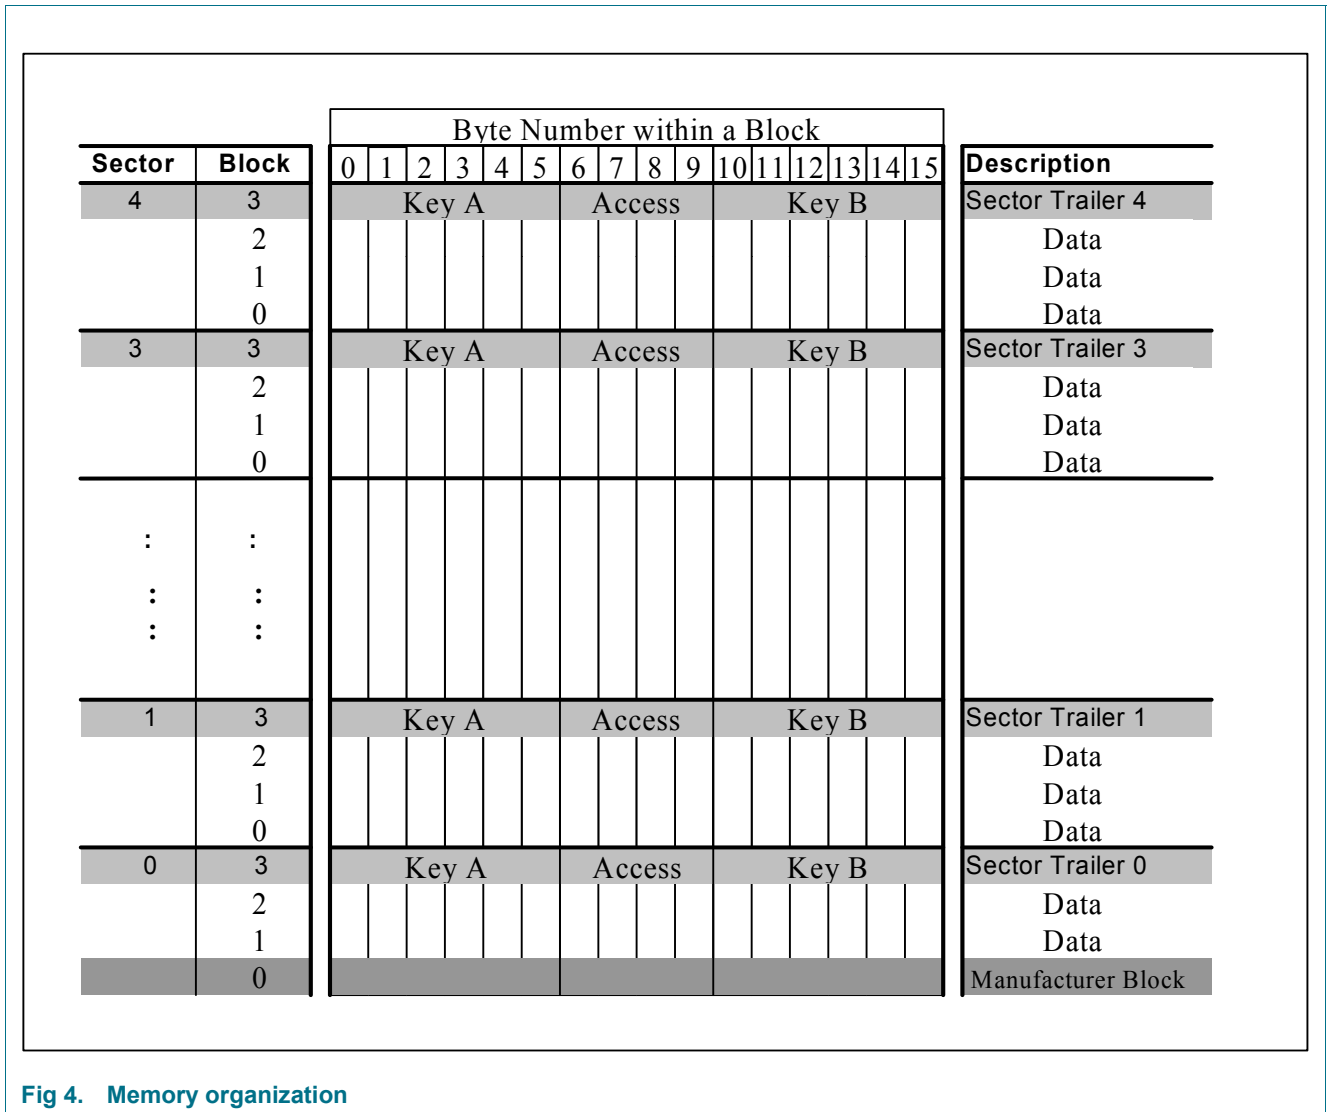 Byte Number within a Block
Sector Block 0 1 2 3 4 5 6 7 8 9 10 11 12 13 14 15 Description
4 3 Key A Access Key B Sector Trailer 4
2 Data
1 Data
0 Data
3 3 Key A Access Key B Sector Trailer 3
2 Data
1 Data
0 Data
: :
: :
: :
1 3 Key A Access Key B Sector Trailer 1
2 Data
1 Data
0 Data
0 3 Key A Access Key B Sector Trailer 0
2 Data
1 Data
0 Manufacturer Block
Fig 4. Memory organization